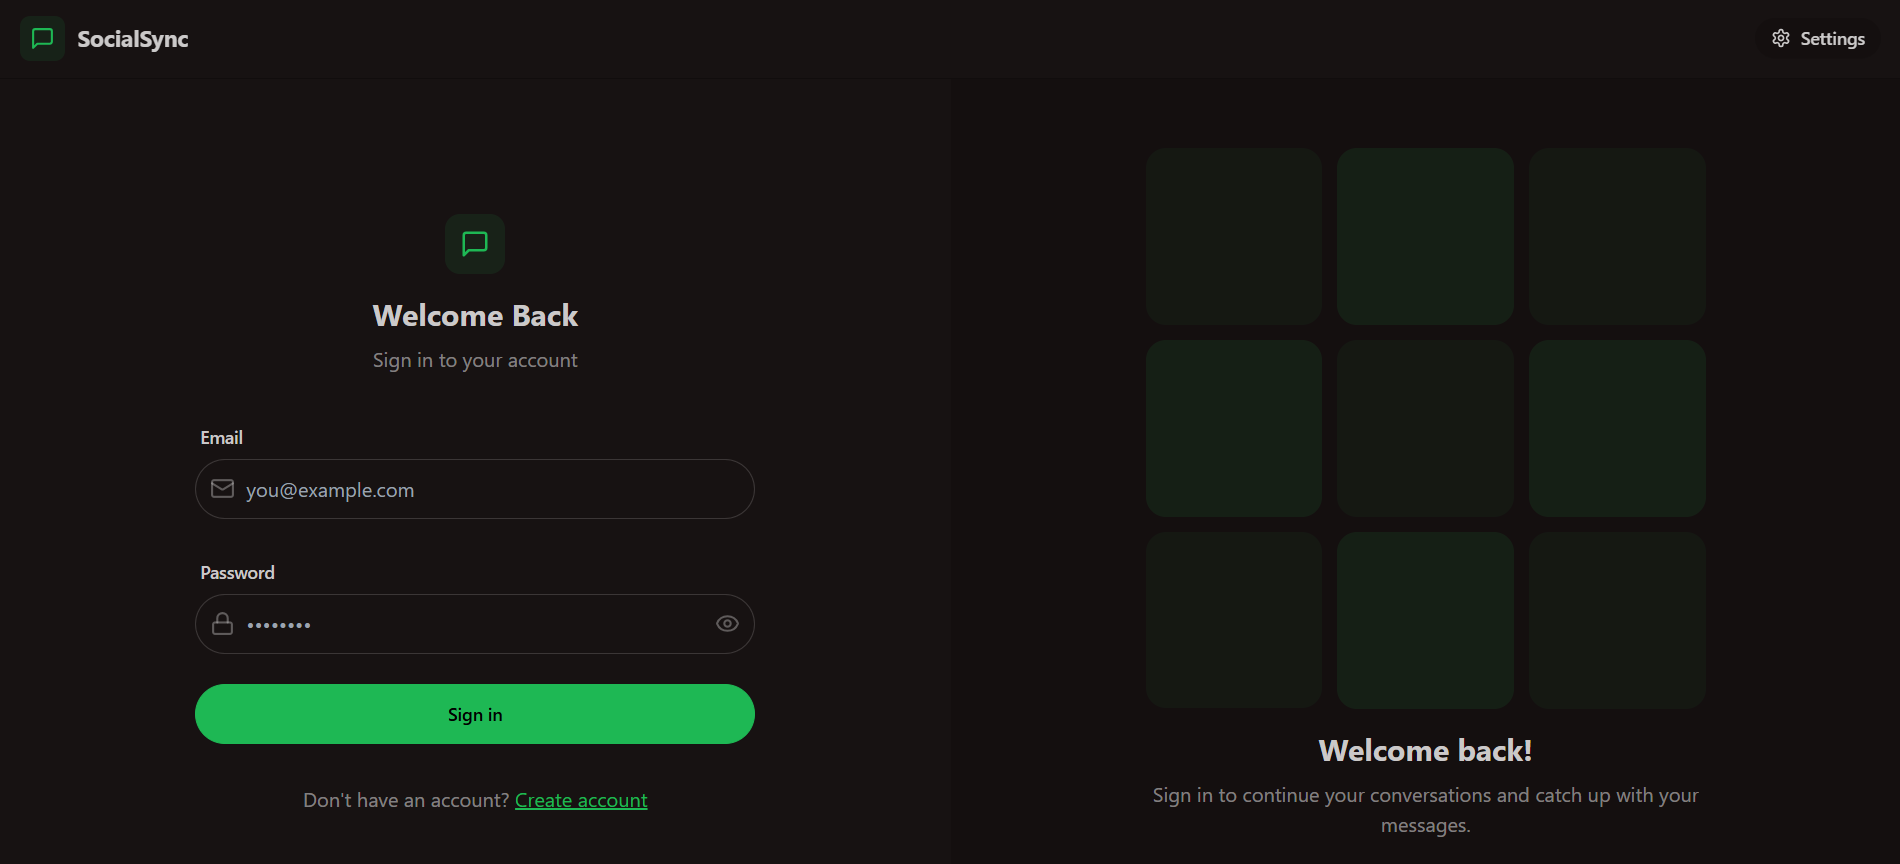 SocialSync
Settings
Welcome Back
Sign in to your account
Email
you@example.com
Password
••••••••
Sign in
Don't have an account? Create account
Welcome back!
Sign in to continue your conversations and catch up with your
messages.